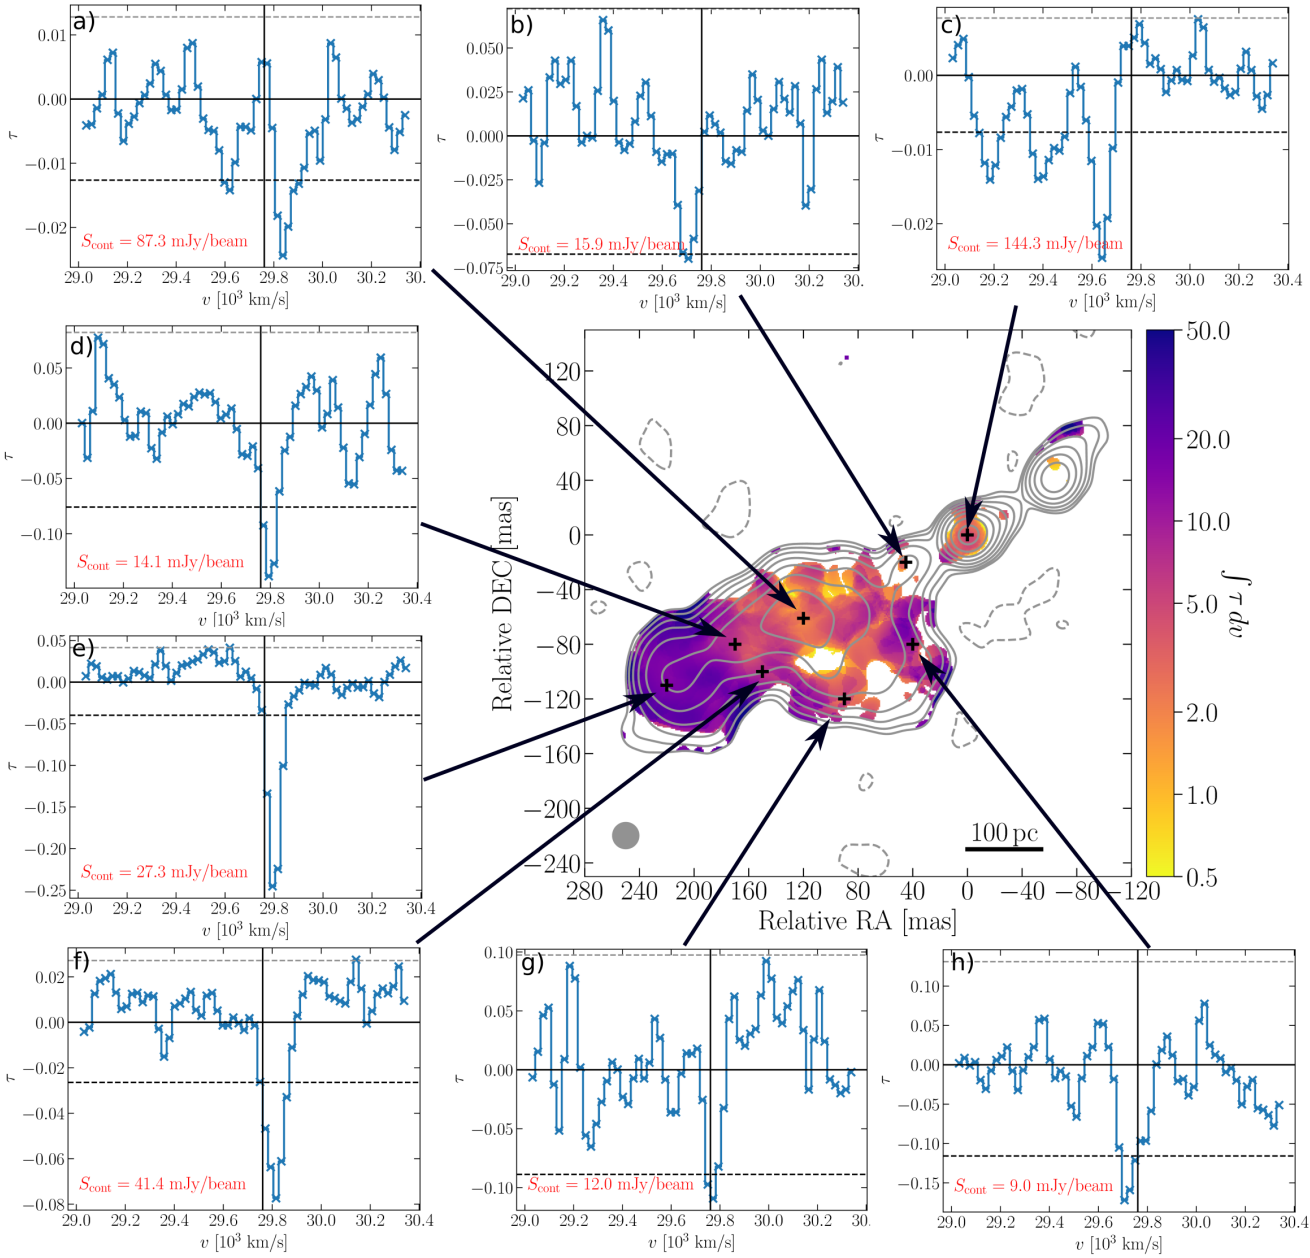 a)
0.01
0.00
−0.01
−0.02
τ
S_cont = 87.3 mJy/beam
29.0 29.2 29.4 29.6 29.8 30.0 30.2 30.4
v [10³ km/s]
b)
0.050
0.025
0.000
−0.025
−0.050
−0.075
τ
S_cont = 15.9 mJy/beam
29.0 29.2 29.4 29.6 29.8 30.0 30.2 30.
v [10³ km/s]
c)
0.00
−0.01
−0.02
τ
S_cont = 144.3 mJy/beam
29.0 29.2 29.4 29.6 29.8 30.0 30.2 30.4
v [10³ km/s]
d)
0.05
0.00
−0.05
−0.10
τ
S_cont = 14.1 mJy/beam
29.0 29.2 29.4 29.6 29.8 30.0 30.2 30.4
v [10³ km/s]
120
80
40
0
−40
−80
−120
−160
−200
−240
Relative DEC [mas]
100 pc
280 240 200 160 120 80 40 0 −40 −80 −120
Relative RA [mas]
50.0
20.0
10.0
5.0
2.0
1.0
0.5
∫ τ dv
e)
0.05
0.00
−0.05
−0.10
−0.15
−0.20
−0.25
τ
S_cont = 27.3 mJy/beam
29.0 29.2 29.4 29.6 29.8 30.0 30.2 30.4
v [10³ km/s]
f)
0.02
0.00
−0.02
−0.04
−0.06
−0.08
τ
S_cont = 41.4 mJy/beam
29.0 29.2 29.4 29.6 29.8 30.0 30.2 30.4
v [10³ km/s]
g)
0.10
0.05
0.00
−0.05
−0.10
τ
S_cont = 12.0 mJy/beam
29.0 29.2 29.4 29.6 29.8 30.0 30.2 30.
v [10³ km/s]
h)
0.10
0.05
0.00
−0.05
−0.10
−0.15
τ
S_cont = 9.0 mJy/beam
29.0 29.2 29.4 29.6 29.8 30.0 30.2 30.4
v [10³ km/s]